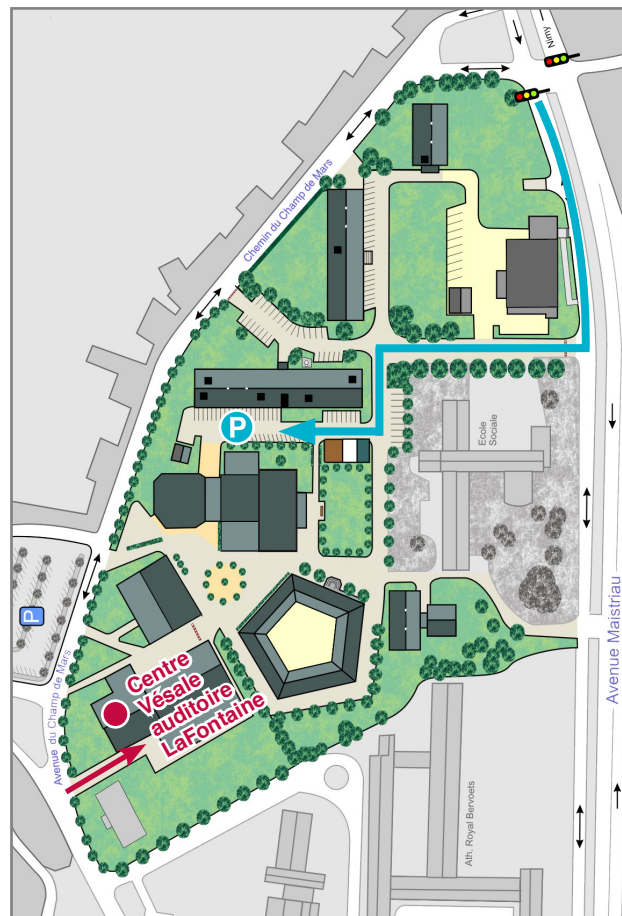 Nimy
Chemin du Champ de Mars
P
Ecole
Sociale
P
Avenue Maistriau
Centre
Vésale
auditoire
LaFontaine
Avenue du Champ de Mars
Ath. Royal Bervoets